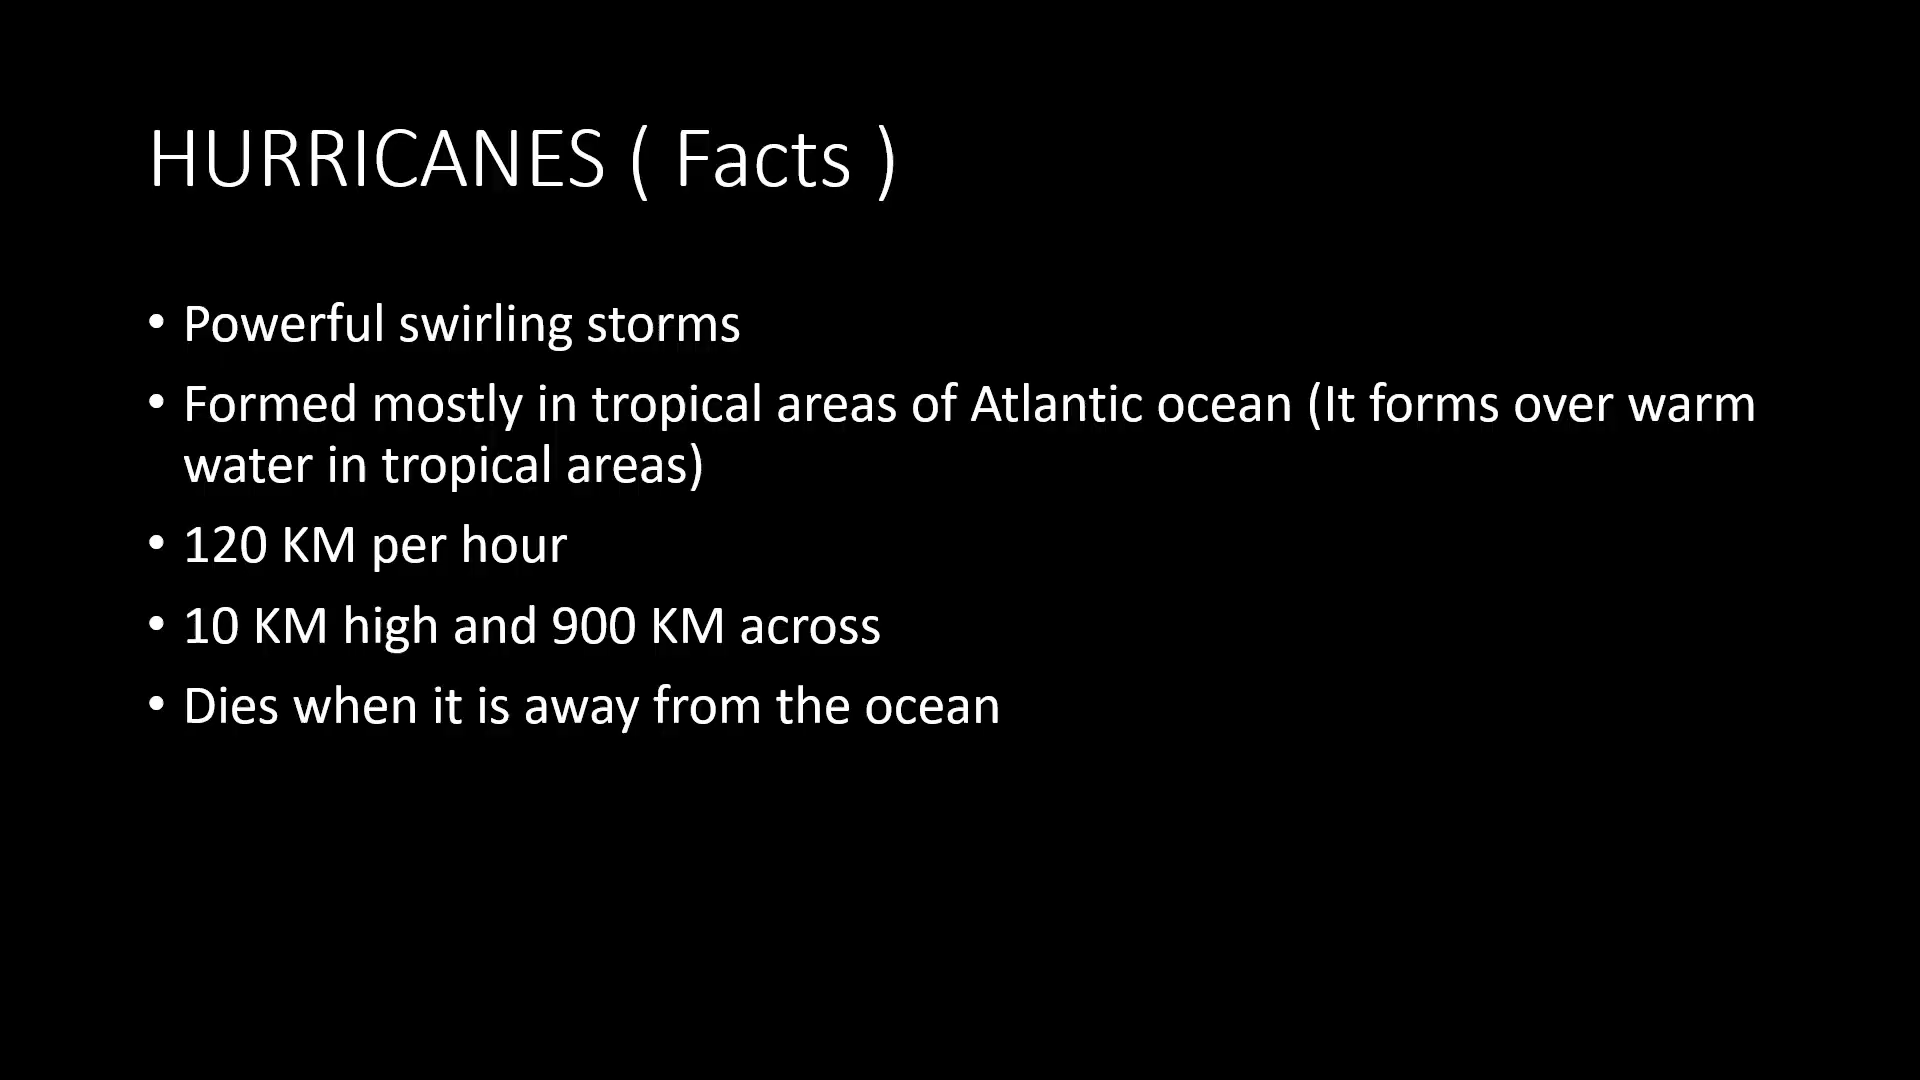 HURRICANES ( Facts )
• Powerful swirling storms
• Formed mostly in tropical areas of Atlantic ocean (It forms over warm
water in tropical areas)
• 120 KM per hour
• 10 KM high and 900 KM across
• Dies when it is away from the ocean